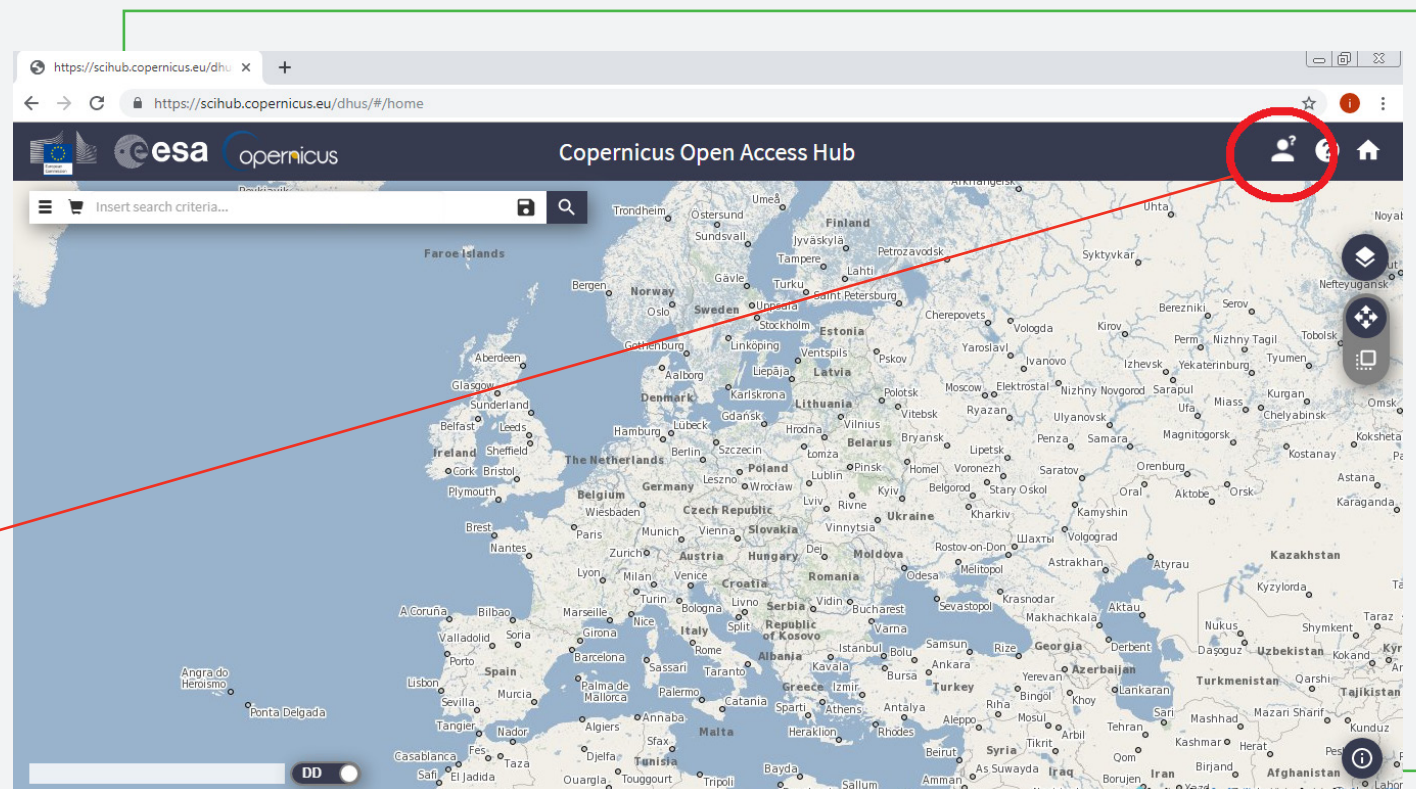 https://scihub.copernicus.eu/dhu
https://scihub.copernicus.eu/dhus/#/home
esa opernicus
Copernicus Open Access Hub
Insert search criteria...
Trondheim Umeå Arkhangelsk
Östersund Finland Uhta
Sundsvall Jyväskylä
Faroe Islands Tampere Petrozavodsk Syktyvkar
Gävle Lahti
Bergen Norway Turku Saint Petersburg Nefteyugansk
Oslo Sweden Uppsala Cherepovets Berezniki Serov
Stockholm Estonia Vologda Kirov
Gothenburg Linköping Ventspils Pskov Yaroslavl Perm Nizhny Tagil Tobolsk
Aberdeen Ivanovo Izhevsk Yekaterinburg Tyumen
Aalborg Liepāja Latvia
Glasgow Denmark Karlskrona Polotsk Moscow Elektrostal Nizhny Novgorod Sarapul Kurgan
Sunderland Lithuania Vitebsk Ryazan Ulyanovsk Ufa Miass Chelyabinsk Omsk
Belfast Leeds Hamburg Lübeck Gdańsk Hrodna Vilnius
Ireland Sheffield Berlin Szczecin Łomża Belarus Bryansk Lipetsk Penza Samara Magnitogorsk Kostanay Koksheta
Cork Bristol The Netherlands Poland Pinsk Homel Voronezh Saratov Orenburg
Plymouth Belgium Germany Leszno Wrocław Lublin Kyiv Belgorod Stary Oskol Oral Aktobe Orsk Astana
Wiesbaden Czech Republic Lviv Rivne Ukraine Kharkiv Kamyshin Karaganda
Brest Paris Munich Vienna Slovakia Vinnytsia Шахты Volgograd
Nantes Zurich Austria Hungary Dej Moldova Rostov-on-Don Astrakhan Atyrau Kazakhstan
Lyon Milan Venice Croatia Romania Odesa Melitopol Kyzylorda
A Coruña Bilbao Marseille Turin Bologna Livno Serbia Vidin Bucharest Sevastopol Krasnodar Makhachkala Aktau Taraz
Valladolid Soria Girona Nice Italy Split Republic of Kosovo Varna Nukus Shymkent
Porto Barcelona Rome Albania Istanbul Bolu Samsun Rize Georgia Derbent Daşoguz Uzbekistan Kokand
Angra do Heroísmo Spain Sassari Taranto Kavala Bursa Ankara Yerevan Azerbaijan Turkmenistan Qarshi
Lisbon Murcia Palma de Mallorca Palermo Greece Izmir Turkey Bingöl Khoy Lankaran Tajikistan
Ponta Delgada Sevilla Catania Sparti Athens Antalya Riha Sari Mashhad Mazari Sharif
Tangier Nador Algiers Annaba Malta Heraklion Rhodes Aleppo Mosul Arbil Tehran Kunduz
Casablanca Fes Taza Djelfa Sfax Tunisia Beirut Syria Tikrit Qom Kashmar Herat
DD Safi El Jadida Ouargla Touggourt Tripoli Bayda Sallum Amman As Suwayda Iraq Borujen Iran Birjand Afghanistan